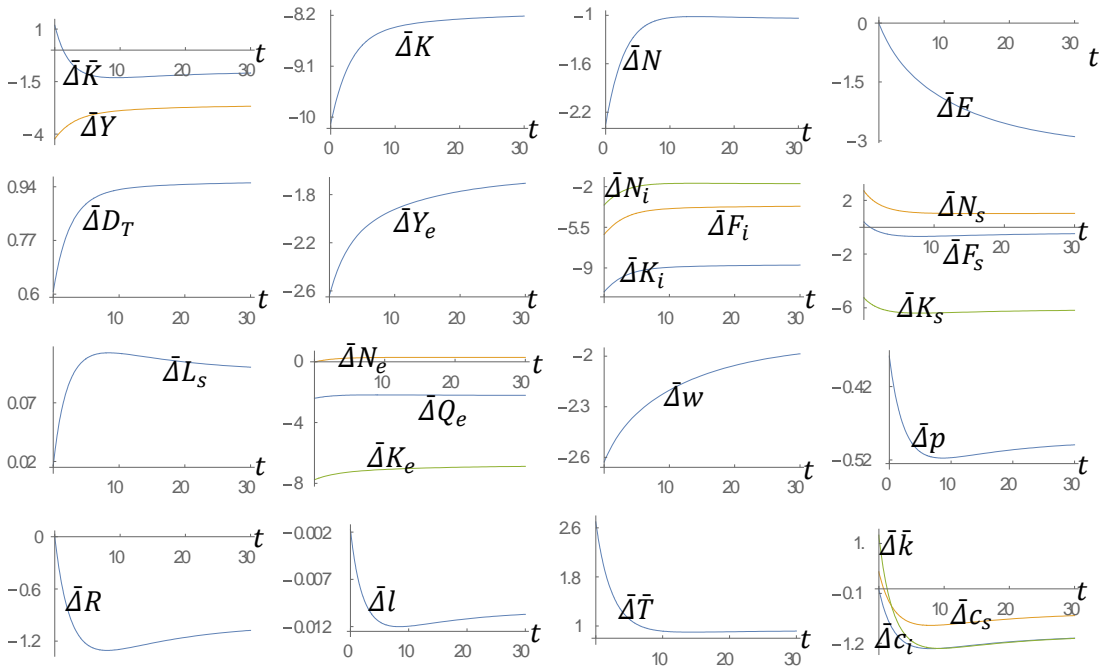 1 −1.5 −4 10 20 30 t Δ̄K̄ Δ̄Y
−8.2 −9.1 −10 0 10 20 30 t Δ̄K
−1 −1.6 −2.2 0 10 20 30 t Δ̄N
0 −1.5 −3 10 20 30 t Δ̄E
0.94 0.77 0.6 0 10 20 30 t Δ̄D_T
−1.8 −2.2 −2.6 0 10 20 30 t Δ̄Y_e
−2 −5.5 −9 0 10 20 30 t Δ̄N_i Δ̄F_i Δ̄K_i
2 −2 −6 10 20 30 t Δ̄N_s Δ̄F_s Δ̄K_s
0.07 0.02 0 10 20 30 t Δ̄L_s
0 −4 −8 10 20 30 t Δ̄N_e Δ̄Q_e Δ̄K_e
−2 −2.3 −2.6 0 10 20 30 t Δ̄w
−0.42 −0.52 0 10 20 30 t Δ̄p
0 −0.6 −1.2 10 20 30 t Δ̄R
−0.002 −0.007 −0.012 0 10 20 30 t Δ̄l
2.6 1.8 1 10 20 30 t Δ̄T̄
1. −0.1 −1.2 10 20 30 t Δ̄k̄ Δ̄c_s Δ̄c_i